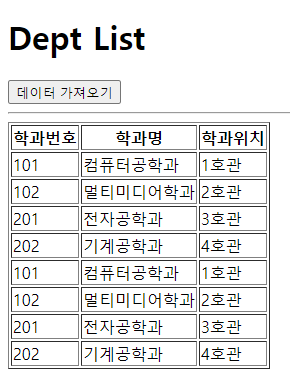 Dept List
데이터 가져오기
학과번호 학과명 학과위치
101 컴퓨터공학과 1호관
102 멀티미디어학과 2호관
201 전자공학과 3호관
202 기계공학과 4호관
101 컴퓨터공학과 1호관
102 멀티미디어학과 2호관
201 전자공학과 3호관
202 기계공학과 4호관